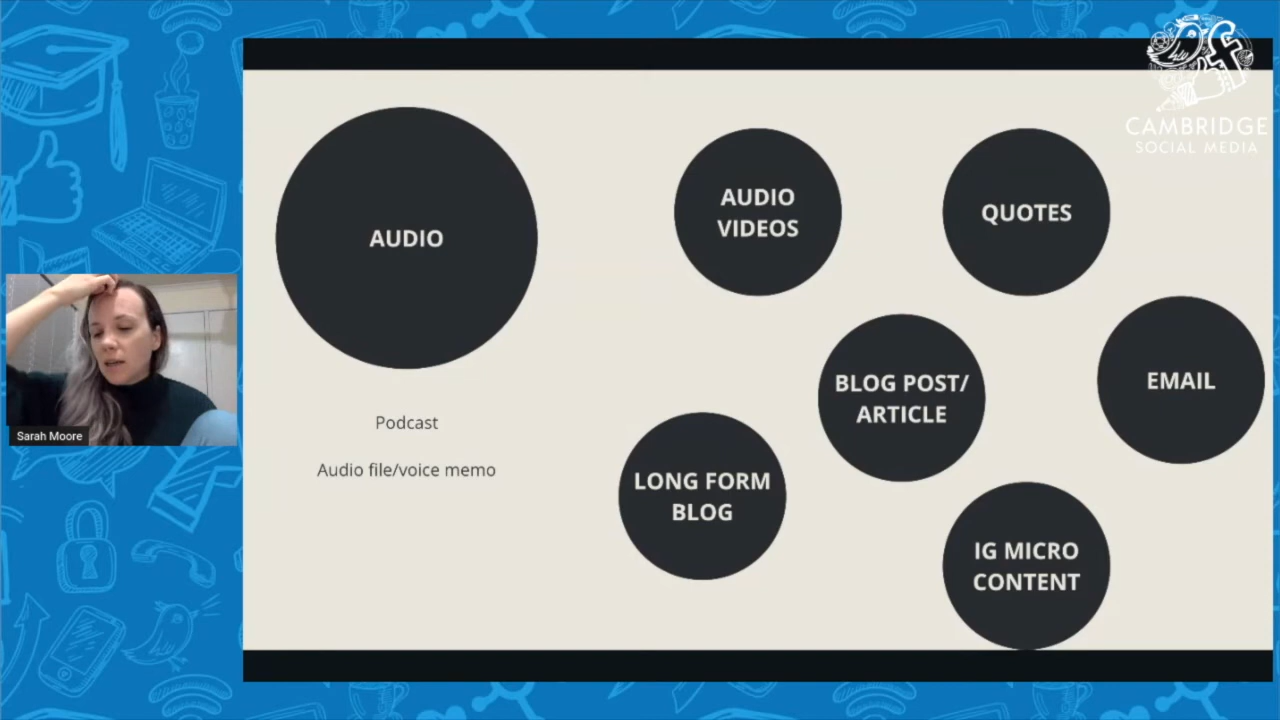 CAMBRIDGE
SOCIAL MEDIA
AUDIO
Podcast
Audio file/voice memo
AUDIO
VIDEOS
QUOTES
BLOG POST/
ARTICLE
EMAIL
LONG FORM
BLOG
IG MICRO
CONTENT
Sarah Moore